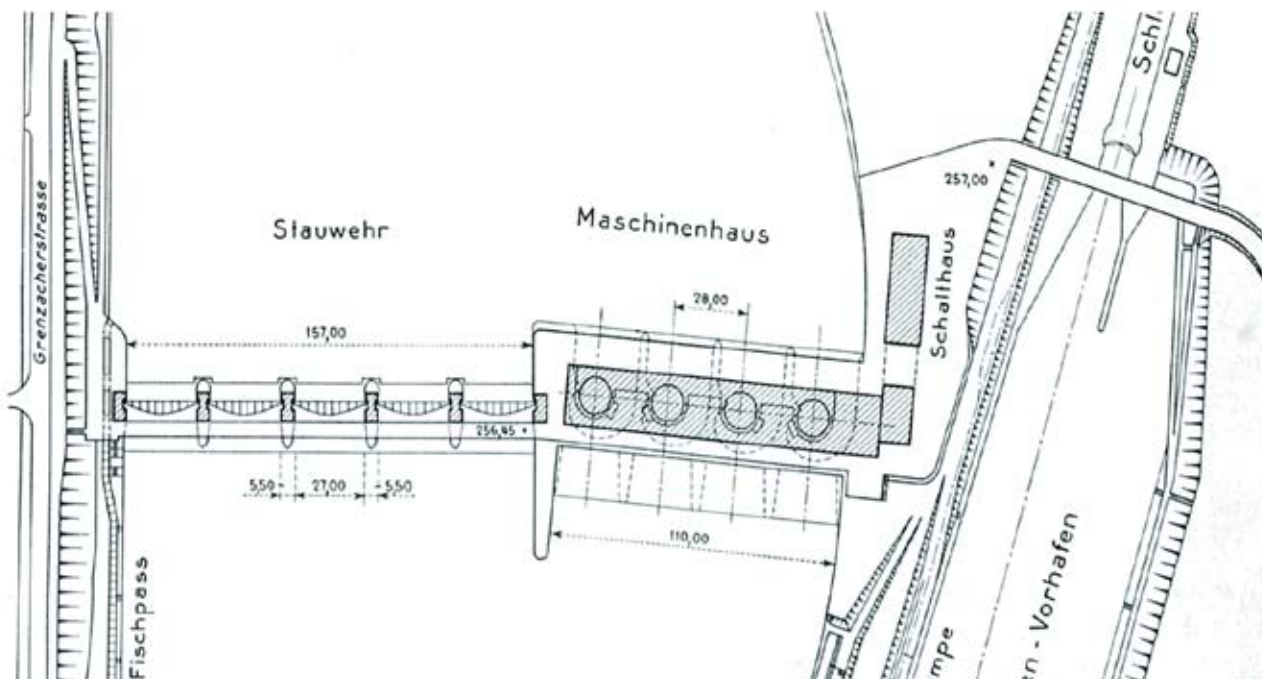 Schl
257,00
Grenzacherstrasse
Stauwehr
Maschinenhaus
Schalthaus
28,00
157,00
256,45
5,50
27,00
5,50
110,00
Fischpass
mpe
en - Vorhafen